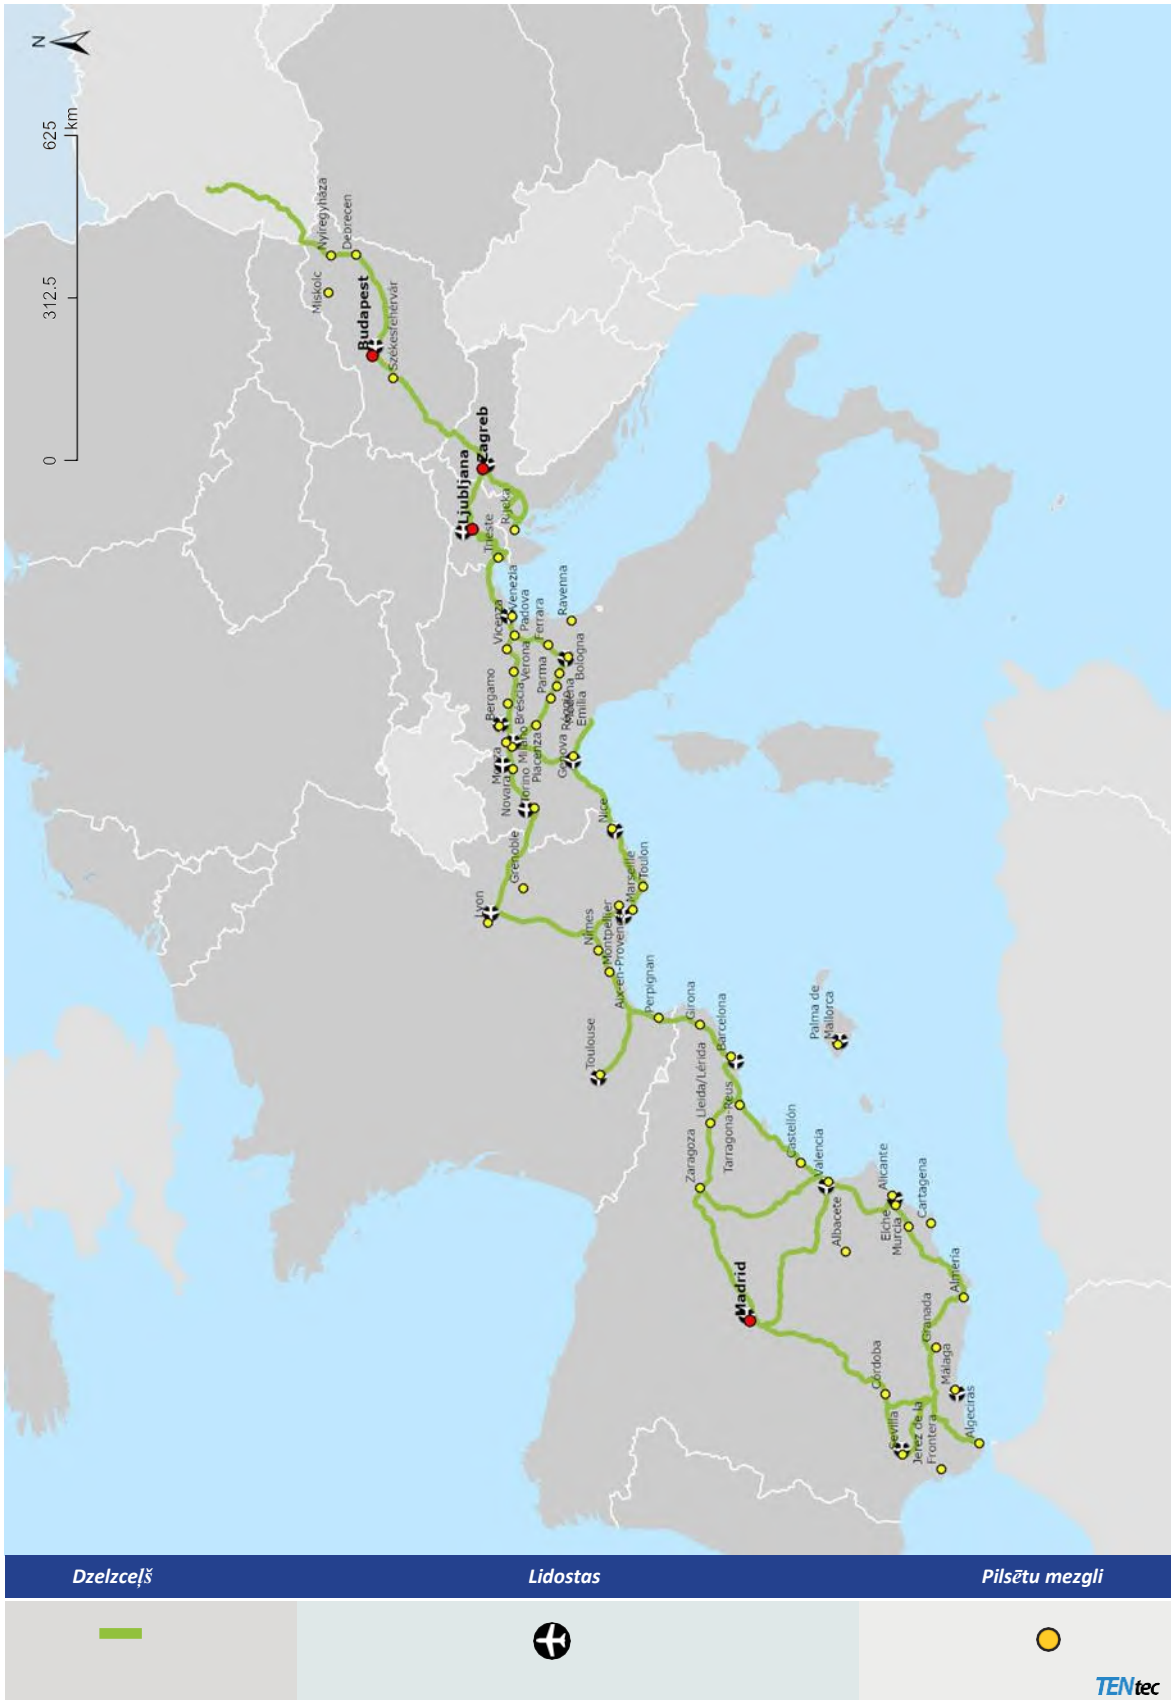 N
625
km
312.5
0
Nyíregyháza
Debrecen
Miskolc
Budapest
Székesfehérvár
Zagreb
Ljubljana
Rijeka
Trieste
Venezia
Vicenza
Padova
Ravenna
Ferrara
Verona
Bologna
Parma
Modena
Reggio
Emilia
Bergamo
Brescia
Milano
Piacenza
Genova
Monza
Torino
Novara
Nice
Grenoble
Toulon
Marseille
Lyon
Nîmes
Montpellier
Aix-en-Provence
Perpignan
Girona
Toulouse
Barcelona
Palma de
Mallorca
Lleida/Lérida
Tarragona-Reus
Zaragoza
Castellón
Valencia
Alicante
Cartagena
Albacete
Elche
Murcia
Madrid
Almería
Granada
Córdoba
Málaga
Algeciras
Sevilla
Jerez de la
Frontera
Dzelzceļš
Lidostas
Pilsētu mezgli
TENtec